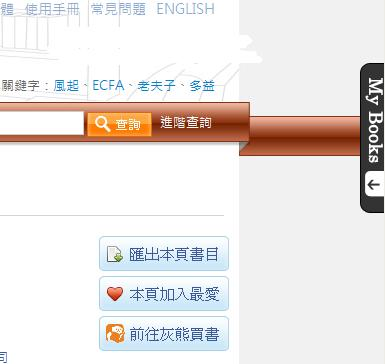 體 使用手冊 常見問題 ENGLISH
關鍵字：風起、ECFA、老夫子、多益
查詢 進階查詢
My Books
匯出本頁書目
本頁加入最愛
前往灰熊買書
司